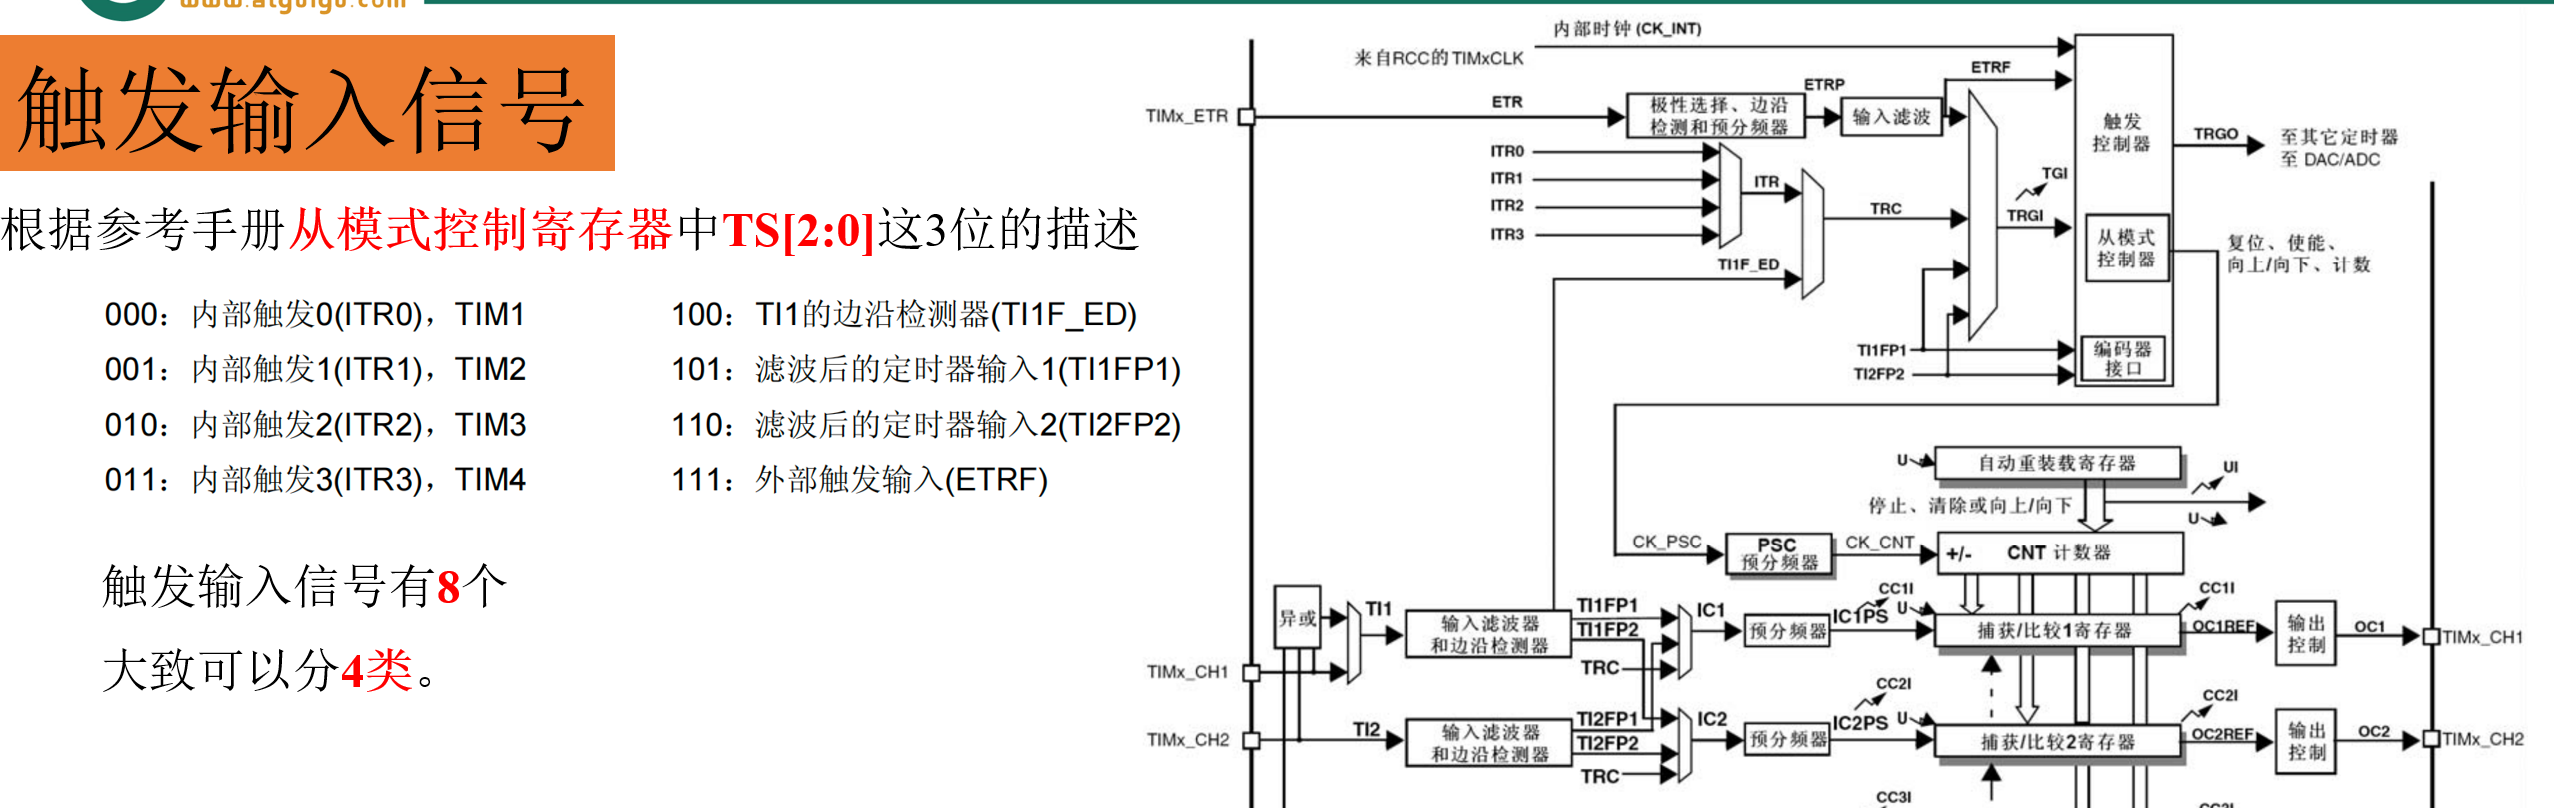 www.atguigu.com
触发输入信号
根据参考手册从模式控制寄存器中TS[2:0]这3位的描述
000：内部触发0(ITR0)，TIM1
001：内部触发1(ITR1)，TIM2
010：内部触发2(ITR2)，TIM3
011：内部触发3(ITR3)，TIM4
100：TI1的边沿检测器(TI1F_ED)
101：滤波后的定时器输入1(TI1FP1)
110：滤波后的定时器输入2(TI2FP2)
111：外部触发输入(ETRF)
触发输入信号有8个
大致可以分4类。
内部时钟(CK_INT)
来自RCC的TIMxCLK
TIMx_ETR
ETR
极性选择、边沿
检测和预分频器
ETRP
输入滤波
ETRF
触发
控制器
TRGO
至其它定时器
至 DAC/ADC
ITR0
ITR1
ITR2
ITR3
ITR
TRC
TI1F_ED
TGI
TRGI
从模式
控制器
复位、使能、
向上/向下、计数
TI1FP1
TI2FP2
编码器
接口
U
自动重装载寄存器
UI
停止、清除或向上/向下
U
CK_PSC
PSC
预分频器
CK_CNT
+/-
CNT 计数器
异或
TI1
输入滤波器
和边沿检测器
TI1FP1
TI1FP2
TRC
IC1
预分频器
IC1PS
CC1I
U
捕获/比较1寄存器
CC1I
OC1REF
输出
控制
OC1
TIMx_CH1
TIMx_CH1
TIMx_CH2
TI2
输入滤波器
和边沿检测器
TI2FP1
TI2FP2
TRC
IC2
预分频器
IC2PS
CC2I
U
捕获/比较2寄存器
CC2I
OC2REF
输出
控制
OC2
TIMx_CH2
CC3I